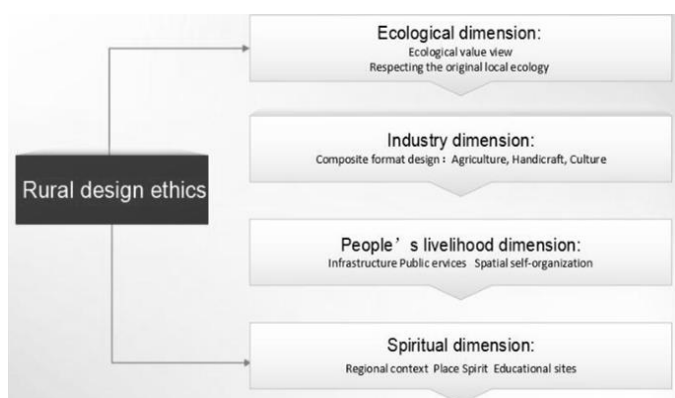 Ecological dimension:
Ecological value view
Respecting the original local ecology
Industry dimension:
Composite format design： Agriculture, Handicraft, Culture
Rural design ethics
People’ s livelihood dimension:
Infrastructure Public ervices Spatial self-organization
Spiritual dimension:
Regional context Place Spirit Educational sites